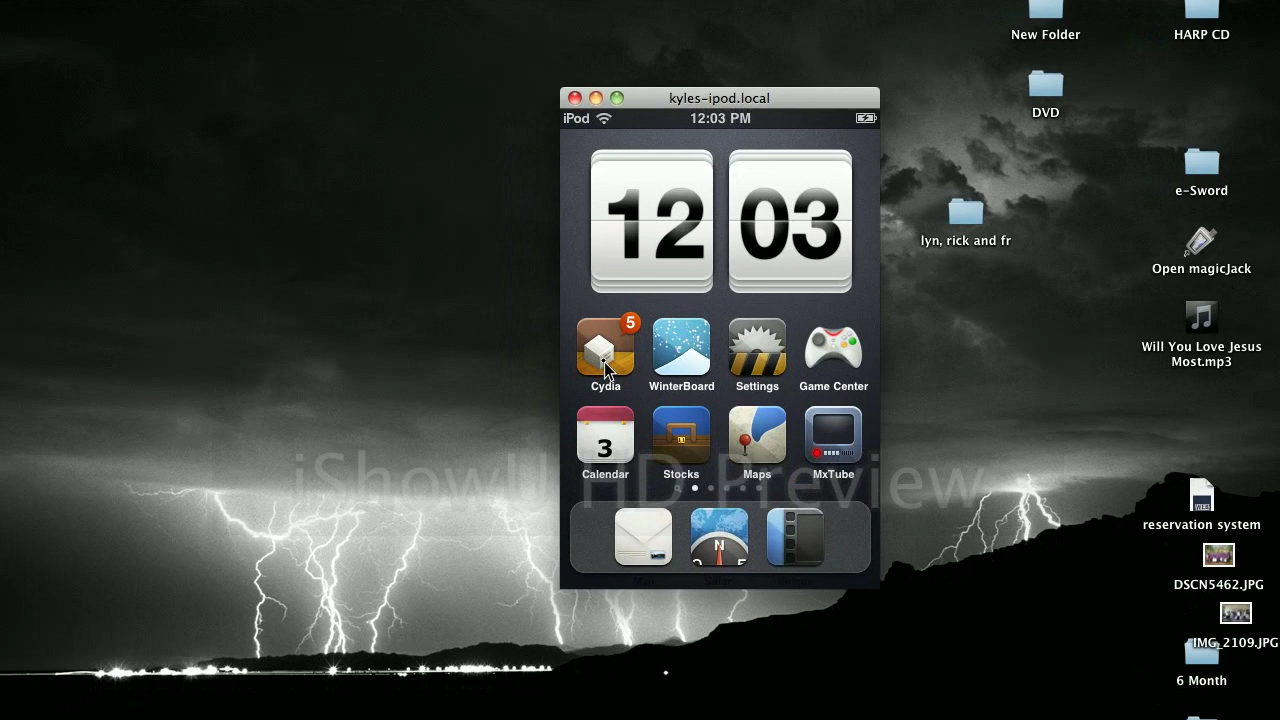 New Folder
HARP CD
kyles-ipod.local
iPod
12:03 PM
DVD
12
03
e-Sword
lyn, rick and fr
Open magicJack
5
Cydia
WinterBoard
Settings
Game Center
Will You Love Jesus
Most.mp3
3
Calendar
Stocks
Maps
MxTube
iShowU HD Preview
N
reservation system
DSCN5462.JPG
IMG_2109.JPG
6 Month